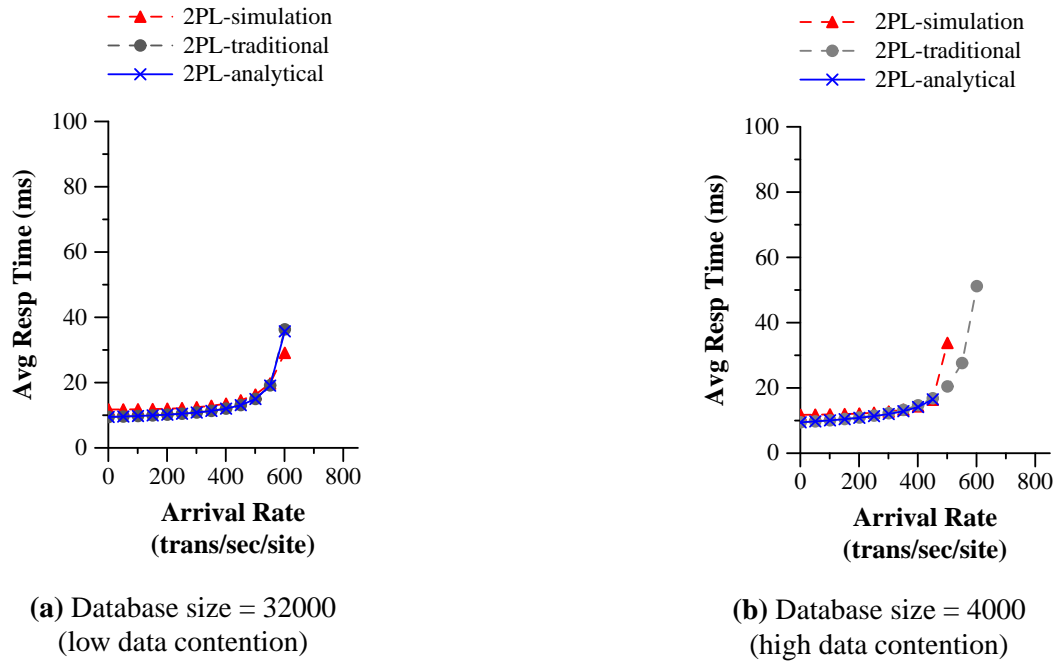 2PL-simulation
2PL-traditional
2PL-analytical
100
80
60
40
20
0
Avg Resp Time (ms)
0 200 400 600 800
Arrival Rate
(trans/sec/site)
(a) Database size = 32000
(low data contention)
2PL-simulation
2PL-traditional
2PL-analytical
100
80
60
40
20
0
Avg Resp Time (ms)
0 200 400 600 800
Arrival Rate
(trans/sec/site)
(b) Database size = 4000
(high data contention)